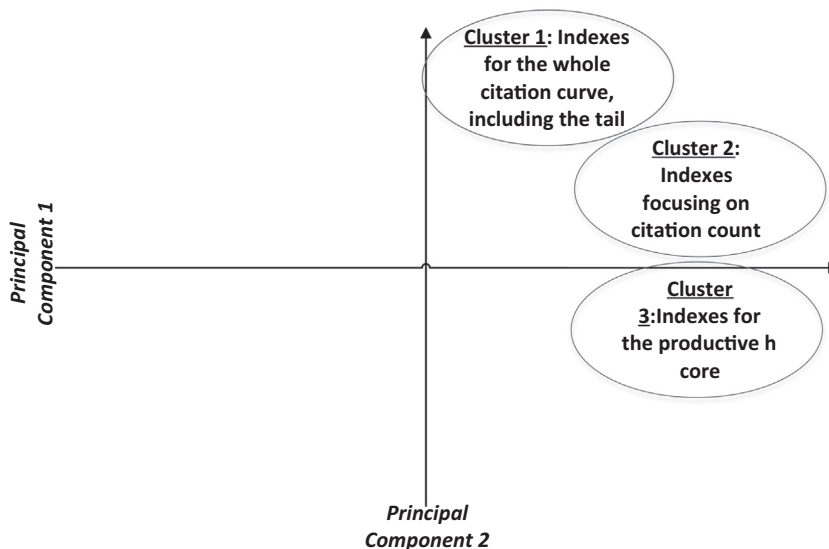 Cluster 1: Indexes
for the whole
citation curve,
including the tail
Cluster 2:
Indexes
focusing on
citation count
Principal
Component 1
Cluster
3:Indexes for
the productive h
core
Principal
Component 2